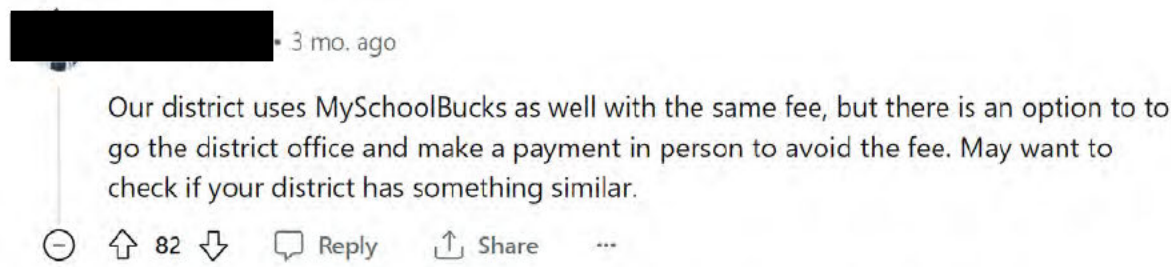 • 3 mo. ago
Our district uses MySchoolBucks as well with the same fee, but there is an option to to
go the district office and make a payment in person to avoid the fee. May want to
check if your district has something similar.
82 Reply Share ...